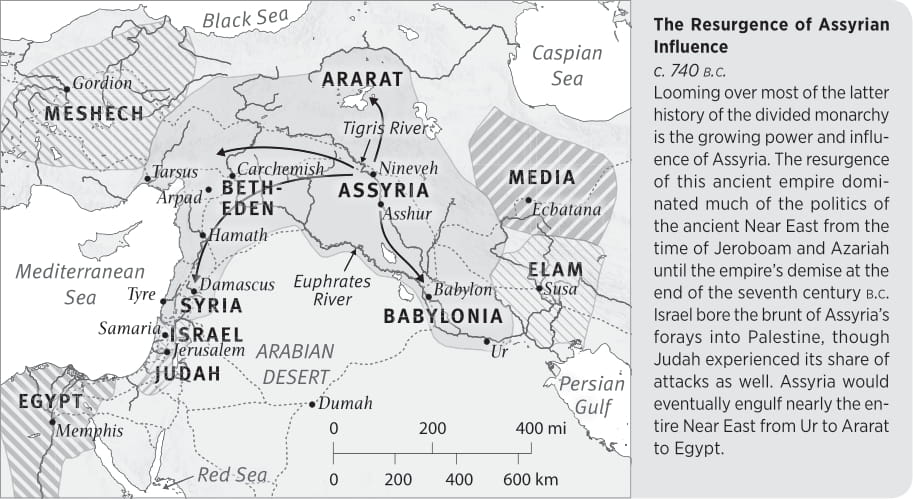 Black Sea
Caspian
Sea
ARARAT
Gordion
MESHECH
Tigris River
Tarsus
Carchemish
Nineveh
Arpad
BETH-
EDEN
ASSYRIA
Asshur
MEDIA
Ecbatana
Hamath
Mediterranean
Sea
Euphrates
River
ELAM
Susa
Tyre
Damascus
SYRIA
Babylon
BABYLONIA
Samaria
ISRAEL
Jerusalem
JUDAH
ARABIAN
DESERT
Ur
Persian
Gulf
EGYPT
Memphis
Dumah
Red Sea
0 200 400 mi
0 200 400 600 km
The Resurgence of Assyrian
Influence
c. 740 B.C.
Looming over most of the latter
history of the divided monarchy
is the growing power and influ-
ence of Assyria. The resurgence
of this ancient empire domi-
nated much of the politics of
the ancient Near East from the
time of Jeroboam and Azariah
until the empire’s demise at the
end of the seventh century B.C.
Israel bore the brunt of Assyria’s
forays into Palestine, though
Judah experienced its share of
attacks as well. Assyria would
eventually engulf nearly the en-
tire Near East from Ur to Ararat
to Egypt.